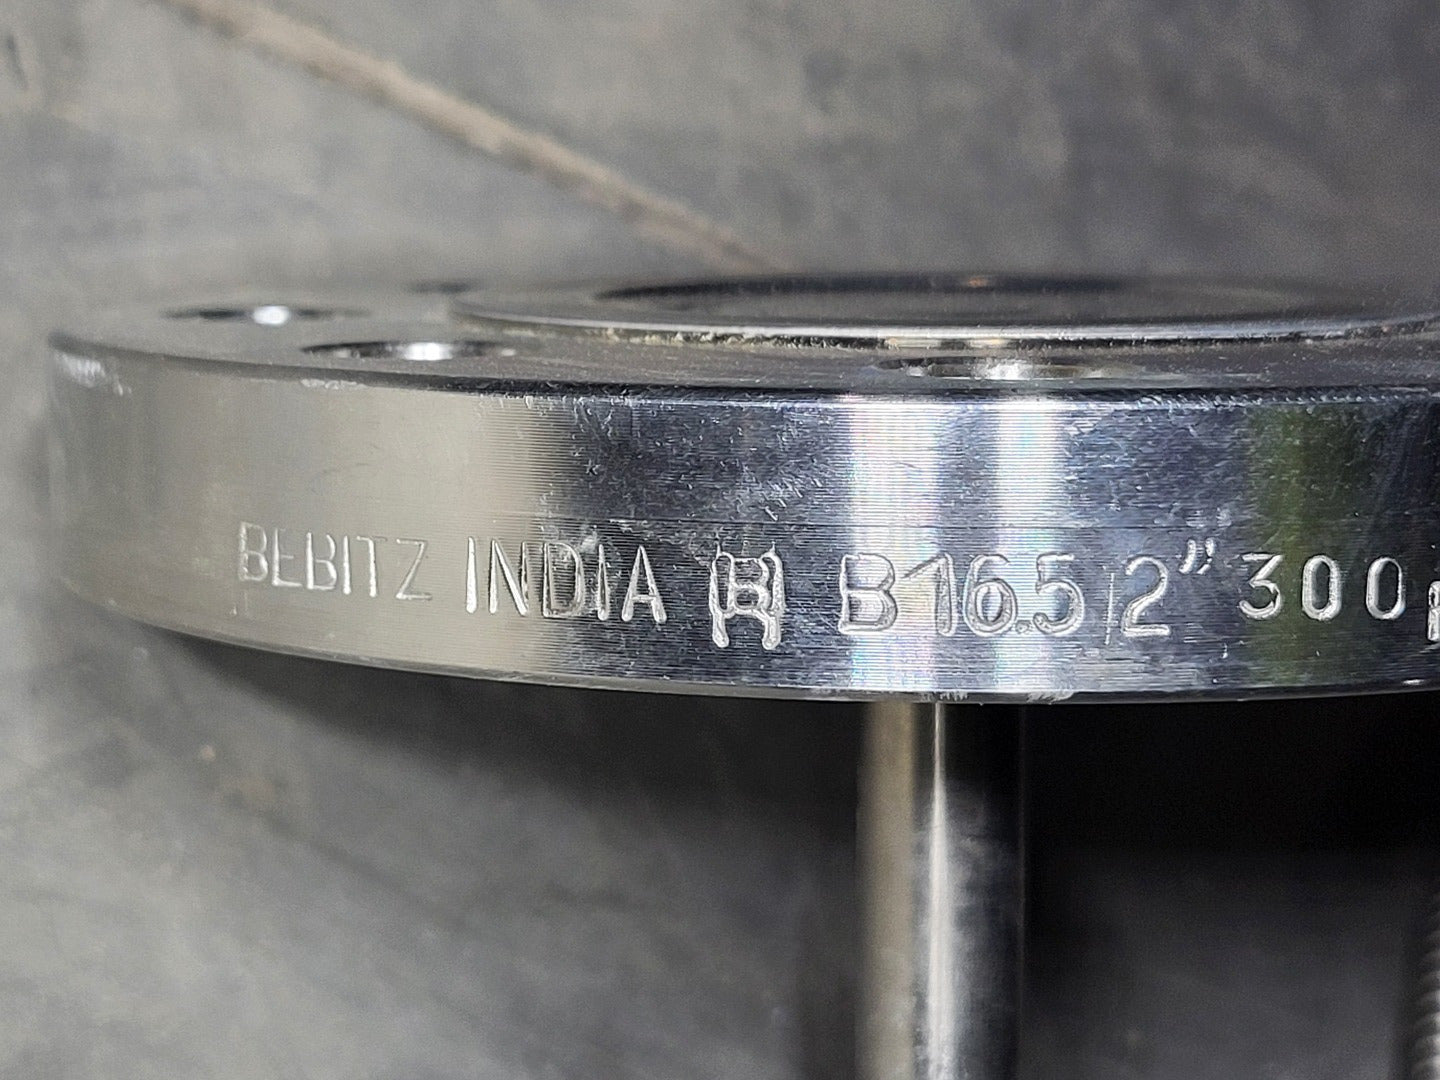 BEBITZ INDIA B B16.5/2" 300